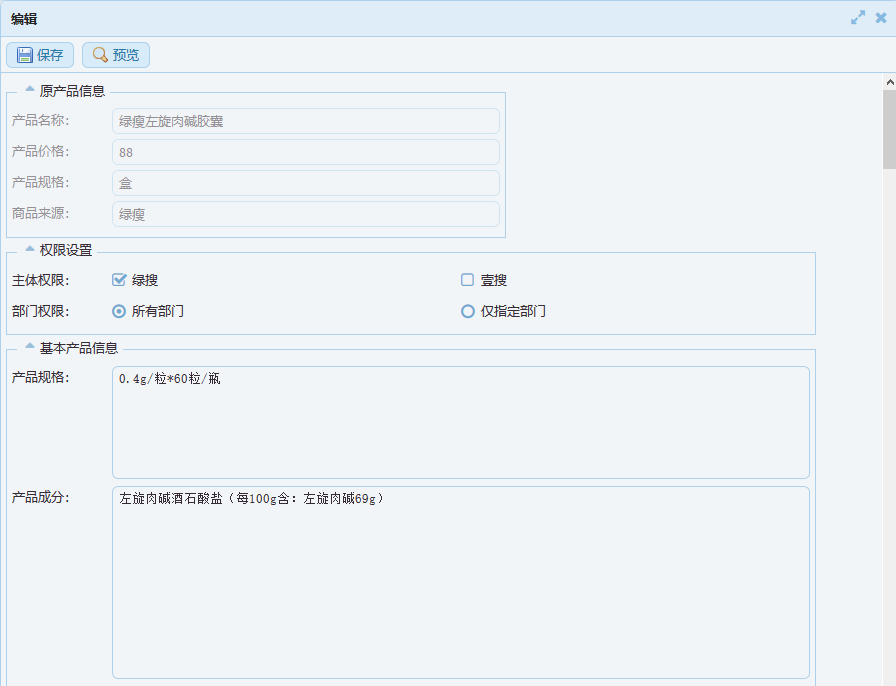 编辑
保存 预览
原产品信息
产品名称: 绿瘦左旋肉碱胶囊
产品价格: 88
产品规格: 盒
商品来源: 绿瘦
权限设置
主体权限: 绿搜 壹搜
部门权限: 所有部门 仅指定部门
基本产品信息
产品规格: 0.4g/粒*60粒/瓶
产品成分: 左旋肉碱酒石酸盐（每100g含：左旋肉碱69g）